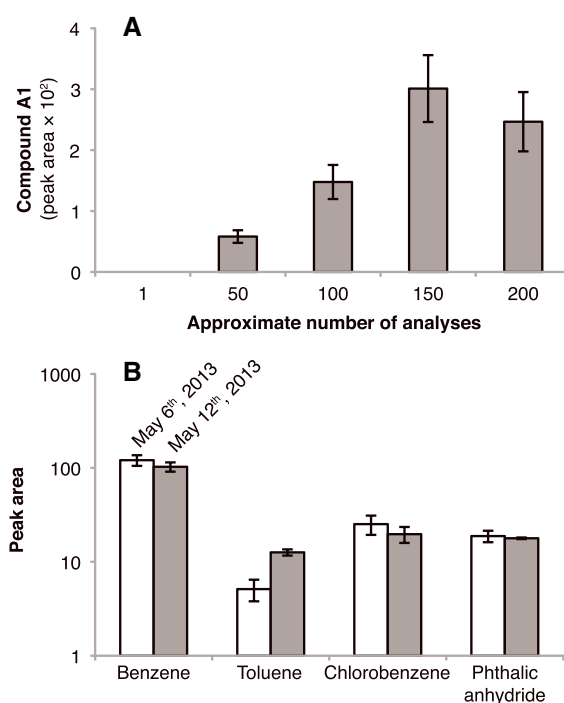 A
4
3
2
1
0
Compound A1
(peak area × 10²)
1 50 100 150 200
Approximate number of analyses
B
May 6th, 2013
May 12th, 2013
1000
100
10
1
Peak area
Benzene Toluene Chlorobenzene Phthalic
anhydride